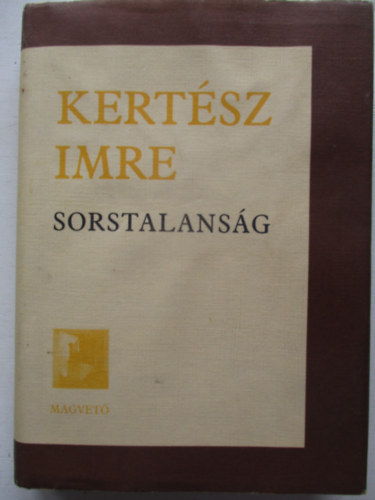 KERTÉSZ
IMRE
SORSTALANSÁG
MAGVETŐ